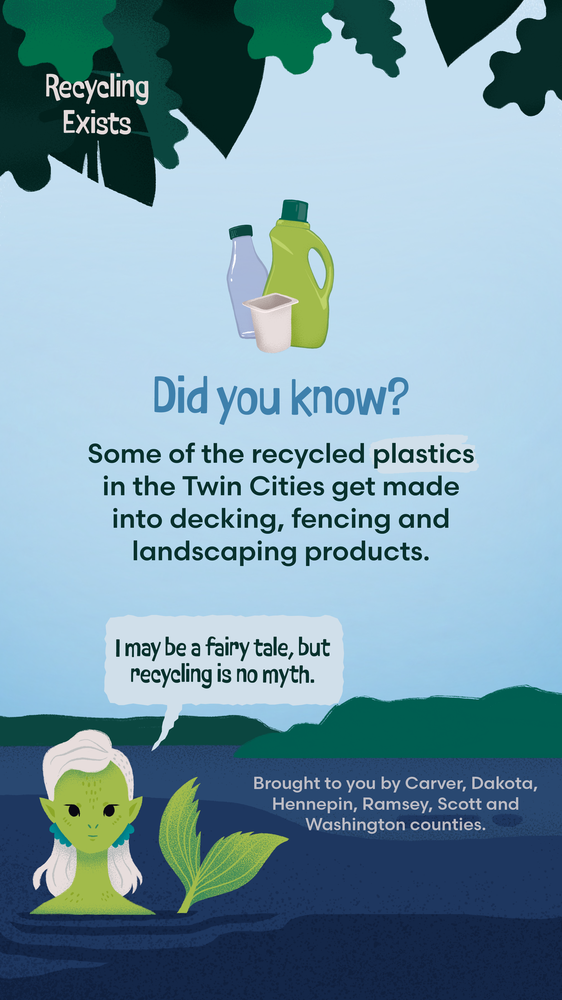 Recycling
Exists
Did you know?
Some of the recycled plastics
in the Twin Cities get made
into decking, fencing and
landscaping products.
I may be a fairy tale, but
recycling is no myth.
Brought to you by Carver, Dakota,
Hennepin, Ramsey, Scott and
Washington counties.